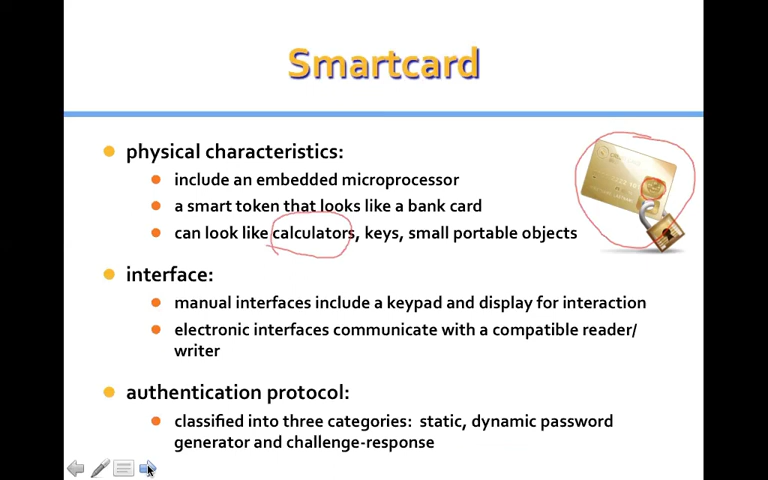 Smartcard
physical characteristics:
include an embedded microprocessor
a smart token that looks like a bank card
can look like calculators, keys, small portable objects
interface:
manual interfaces include a keypad and display for interaction
electronic interfaces communicate with a compatible reader/
writer
authentication protocol:
classified into three categories: static, dynamic password
generator and challenge-response